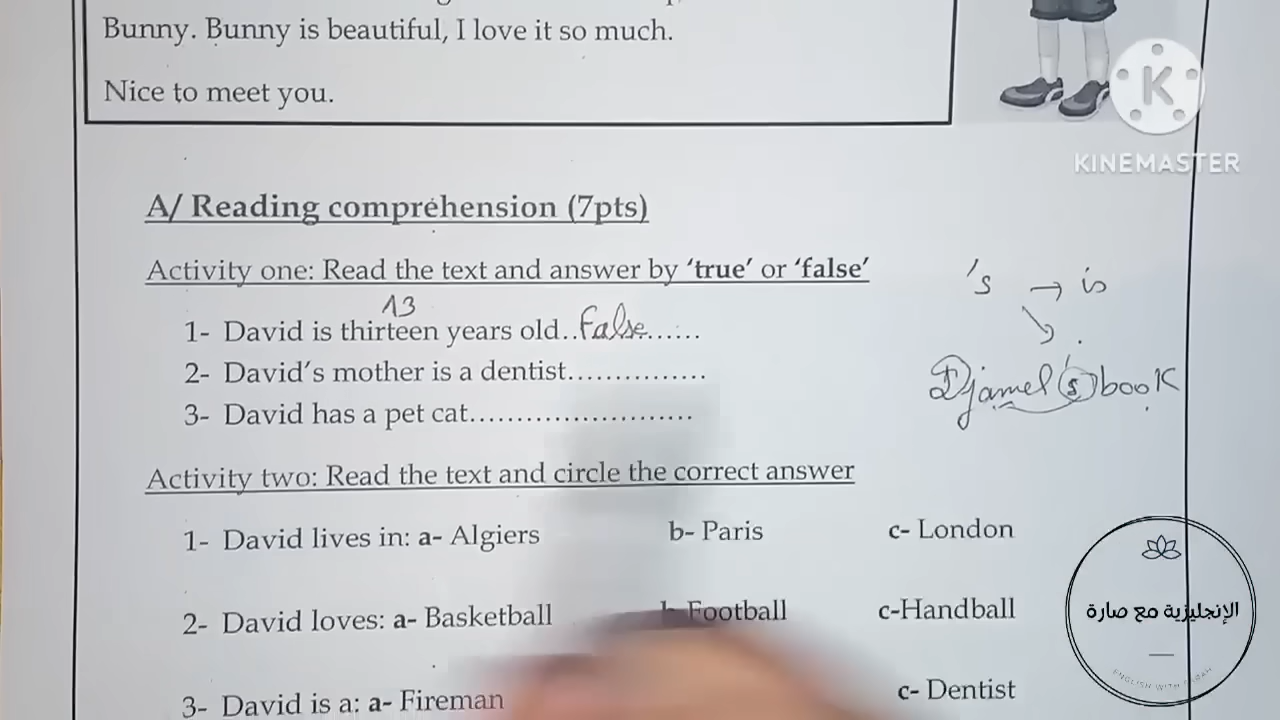 Bunny. Bunny is beautiful, I love it so much.
Nice to meet you.
K
KINEMASTER
A/ Reading comprehension (7pts)
Activity one: Read the text and answer by ‘true’ or ‘false’
's → is
13
1- David is thirteen years old..False......
2- David’s mother is a dentist...............
Djamel's book
3- David has a pet cat........................
Activity two: Read the text and circle the correct answer
1- David lives in: a- Algiers b- Paris c- London
2- David loves: a- Basketball b- Football c-Handball
الإنجليزية مع صارة
ENGLISH WITH SARAH
3- David is a: a- Fireman c- Dentist